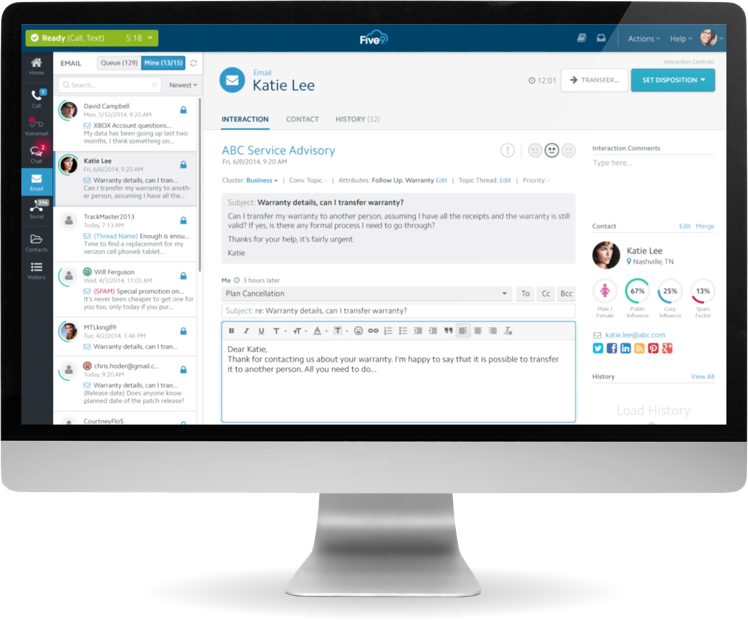 Ready (Call, Text) 5:18
Five9
Actions
Help
EMAIL Queue (129) Mine (13/15)
Search... Newest
Home
Call 1
Voicemail
Chat 2
Email
Social
Contacts
History
David Campbell
Mon, 5/12/2014, 9:20 AM
XBOX Account questions...
My data has been going up last two
months. I think something on...
Katie Lee
Fri, 6/6/2014, 9:20 AM
Warranty details, can I tran...
Can I transfer my warranty to anoth-
er person, assuming I have all the...
TrackMaster2013
Today, 7:13 AM
(Thread Name) Enough is enou...
Time to find a replacement for my
verizon cell phone& tablet...
Will Ferguson
Wed, 4/3/2014, 11:05 AM
(SPAM) Special promotion on...
It's never been cheaper to get one for
you too, only today if you pur...
MTLking89
Tue, 4/2/2014, 3:46 PM
Warranty details, can I tran...
chris.hoder@gmail.c...
Today, 9:20 AM
Warranty details, can I tran...
(Release date) Does anyone know
planned date of the patch release?
CourtneyFloS
Email
Katie Lee
Interaction Controls
12:01 TRANSFER... SET DISPOSITION
INTERACTION CONTACT HISTORY (32)
ABC Service Advisory
Fri, 6/8/2014, 9:20 AM
Cluster: Business | Conv. Topic:- | Attributes: Follow Up, Warranty Edit | Topic Thread: Edit | Priority:-
Subject: Warranty details, can I transfer warranty?
Can I transfer my warranty to another person, assuming I have all the receipts and the warranty is still
valid? If yes, is there any formal process I need to go through?
Thanks for your help, it's fairly urgent.
Katie
Me 3 hours later
Plan Cancellation To Cc Bcc
Subject: re: Warranty details, can I transfer warranty?
B I U T T A T
Dear Katie,
Thank for contacting us about your warranty. I'm happy to say that it is possible to transfer
it to another person. All you need to do...
Interaction Comments
Type here...
Contact Edit Merge
Katie Lee
Nashville, TN
67% 25% 13%
Male / Female
Public Influence
Corp. Influence
Spam Factor
katie.lee@abc.com
History View All
Load History